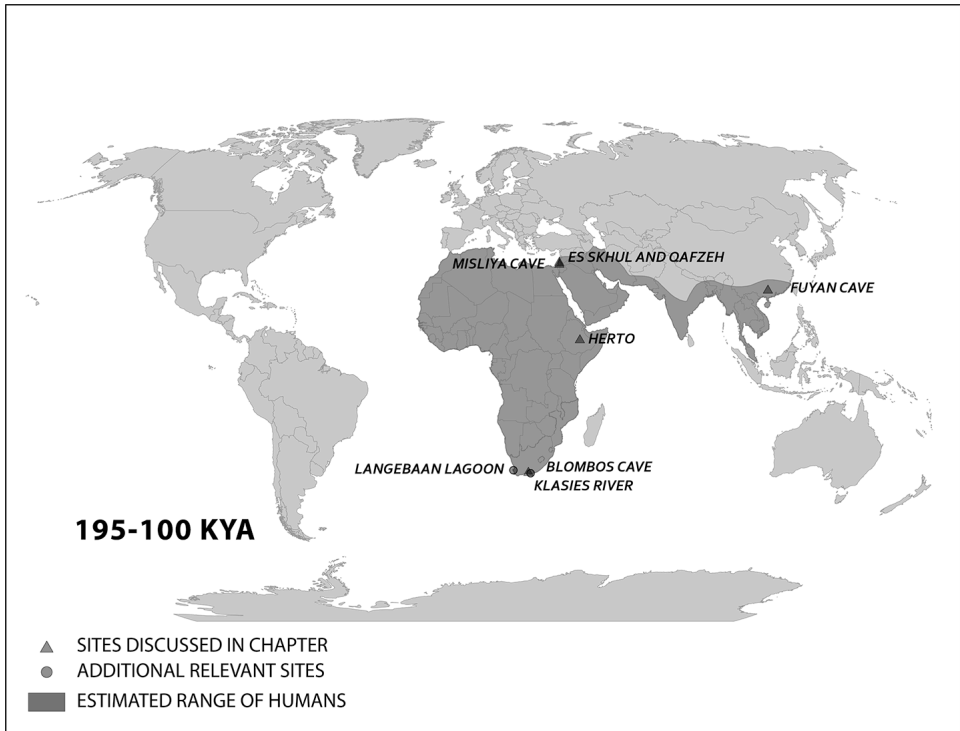 ES SKHUL AND QAFZEH
MISLIYA CAVE
FUYAN CAVE
HERTO
LANGEBAAN LAGOON
BLOMBOS CAVE
KLASIES RIVER
195-100 KYA
SITES DISCUSSED IN CHAPTER
ADDITIONAL RELEVANT SITES
ESTIMATED RANGE OF HUMANS